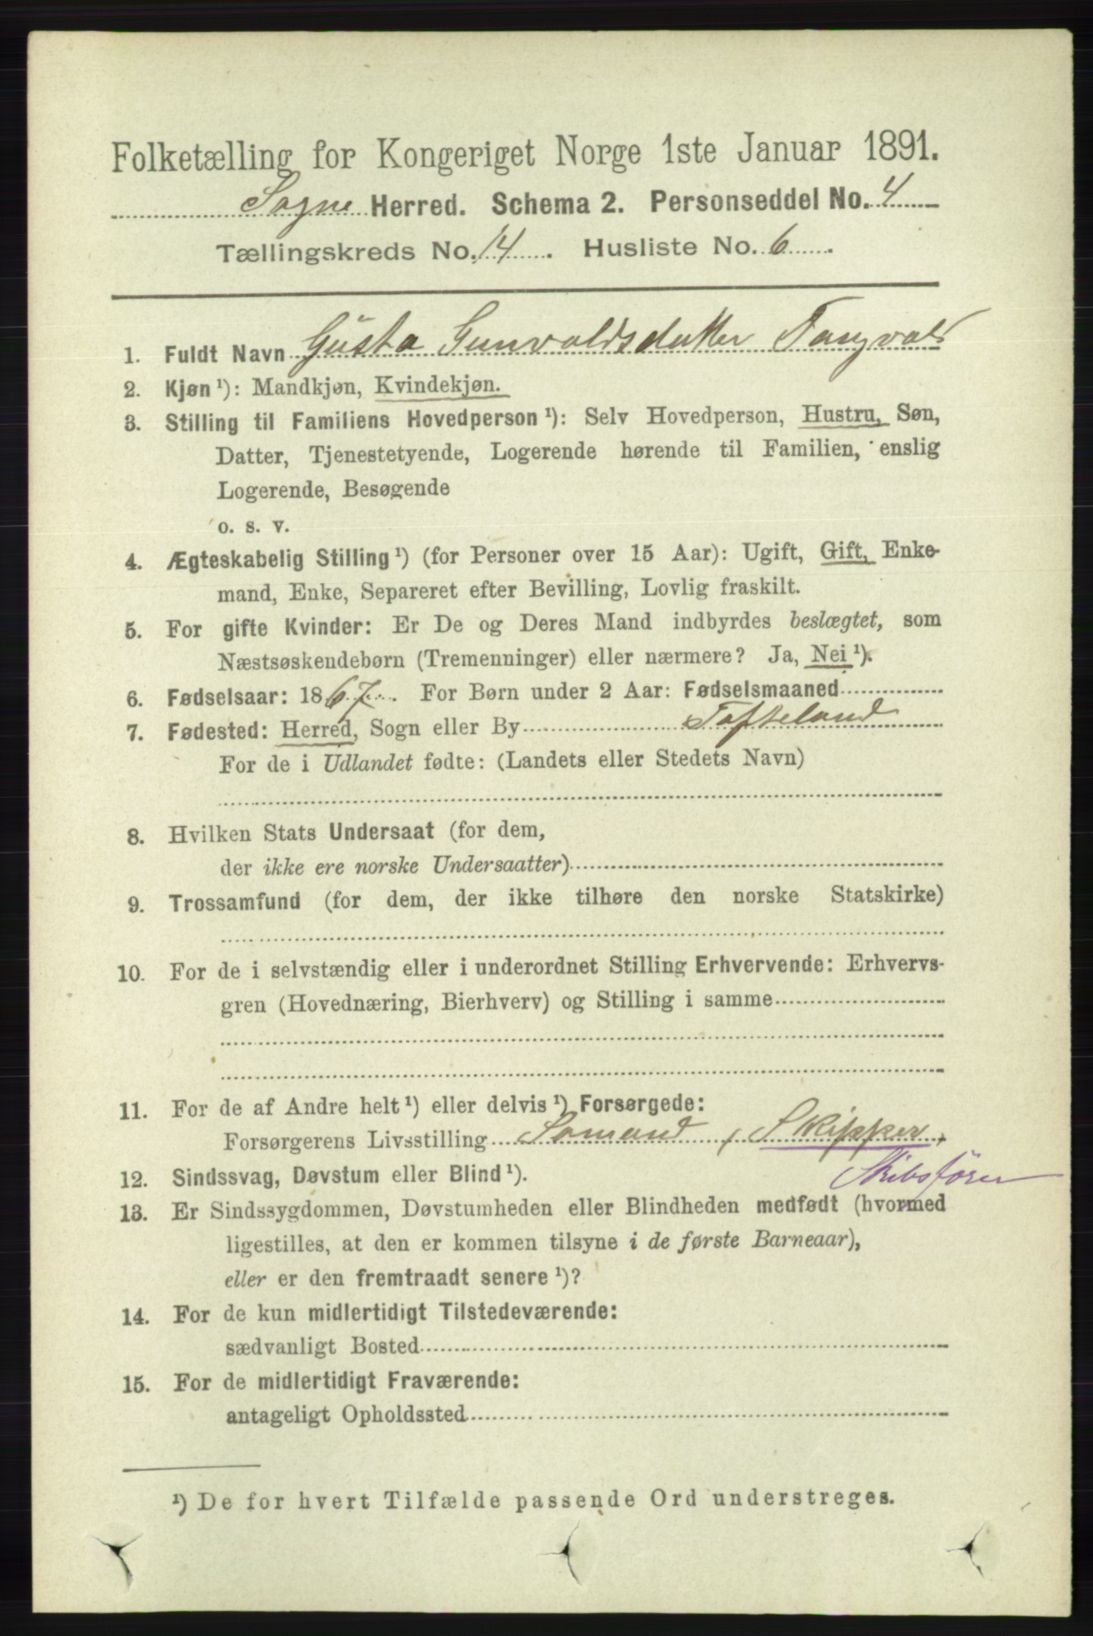 Folketælling for Kongeriget Norge 1ste Januar 1891.
Sogne Herred. Schema 2. Personseddel No. 4
Tællingskreds No. 14. Husliste No. 6.
1. Fuldt Navn Gusta Gunvoldsdatter Tangvald
2. Kjøn ¹): Mandkjøn, Kvindekjøn.
3. Stilling til Familiens Hovedperson ¹): Selv Hovedperson, Hustru, Søn,
Datter, Tjenestetyende, Logerende hørende til Familien, enslig
Logerende, Besøgende
o. s. v.
4. Ægteskabelig Stilling ¹) (for Personer over 15 Aar): Ugift, Gift, Enke-
mand, Enke, Separeret efter Bevilling, Lovlig fraskilt.
5. For gifte Kvinder: Er De og Deres Mand indbyrdes beslægtet, som
Næstsøskendebørn (Tremenninger) eller nærmere? Ja, Nei ¹).
6. Fødselsaar: 1867. For Børn under 2 Aar: Fødselsmaaned
7. Fødested: Herred, Sogn eller By Tofteland
For de i Udlandet fødte: (Landets eller Stedets Navn)
8. Hvilken Stats Undersaat (for dem,
der ikke ere norske Undersaatter)
9. Trossamfund (for dem, der ikke tilhøre den norske Statskirke)
10. For de i selvstændig eller i underordnet Stilling Erhvervende: Erhvervs-
gren (Hovednæring, Bierhverv) og Stilling i samme
11. For de af Andre helt ¹) eller delvis ¹) Forsørgede:
Forsørgerens Livsstilling Sømand, Skipper,
Skibsfører
12. Sindssvag, Døvstum eller Blind ¹).
13. Er Sindssygdommen, Døvstumheden eller Blindheden medfødt (hvormed
ligestilles, at den er kommen tilsyne i de første Barneaar),
eller er den fremtraadt senere ¹)?
14. For de kun midlertidigt Tilstedeværende:
sædvanligt Bosted
15. For de midlertidigt Fraværende:
antageligt Opholdssted
¹) De for hvert Tilfælde passende Ord understreges.